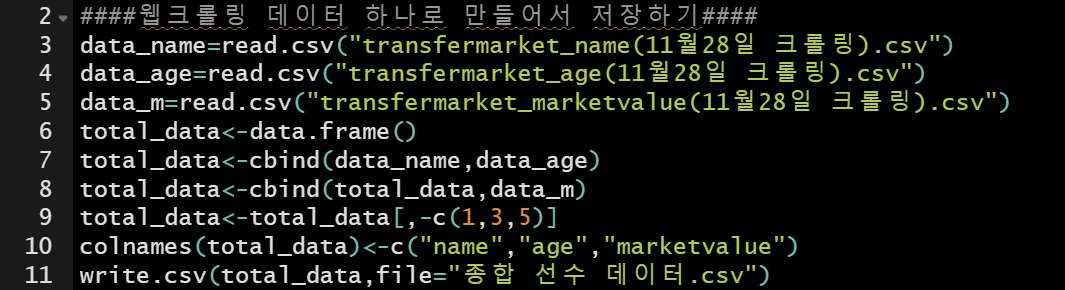 2 ####웹크롤링 데이터 하나로 만들어서 저장하기####
3 data_name=read.csv("transfermarket_name(11월28일 크롤링).csv")
4 data_age=read.csv("transfermarket_age(11월28일 크롤링).csv")
5 data_m=read.csv("transfermarket_marketvalue(11월28일 크롤링).csv")
6 total_data<-data.frame()
7 total_data<-cbind(data_name,data_age)
8 total_data<-cbind(total_data,data_m)
9 total_data<-total_data[,-c(1,3,5)]
10 colnames(total_data)<-c("name","age","marketvalue")
11 write.csv(total_data,file="종합 선수 데이터.csv")